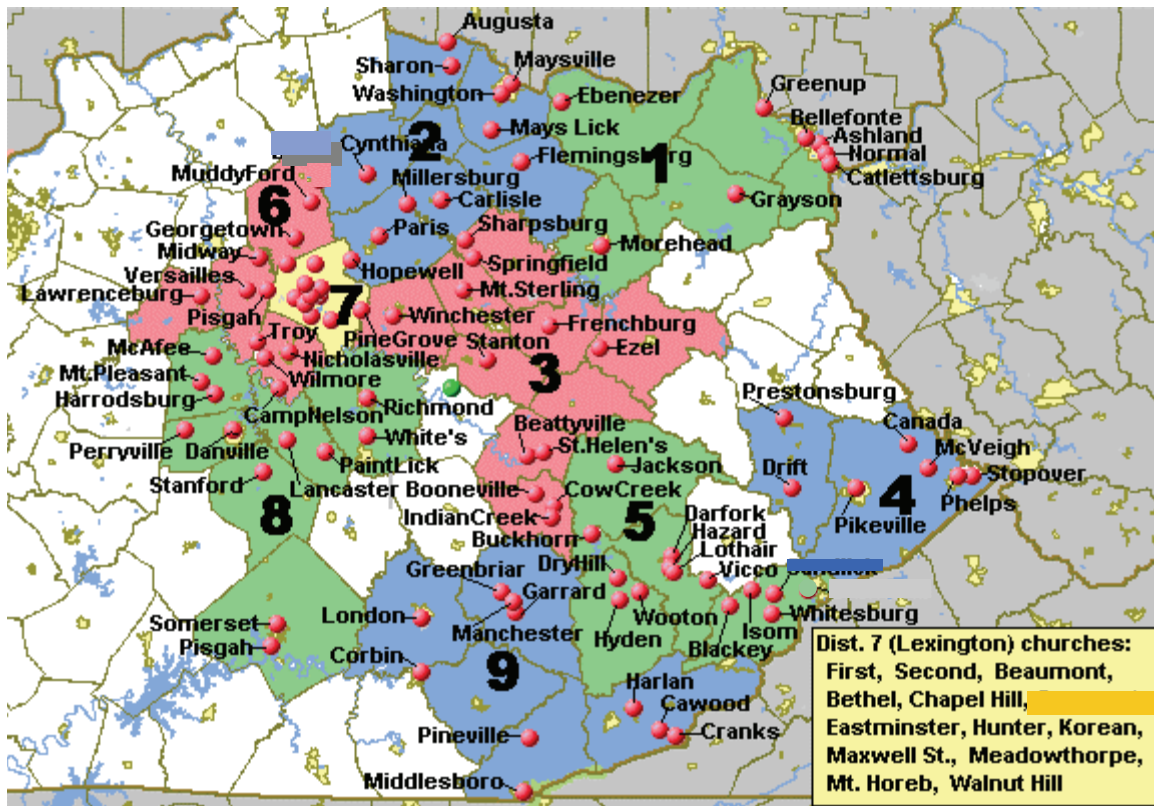 Augusta
Sharon
Maysville
Washington
Ebenezer
Greenup
2
Mays Lick
Bellefonte
Ashland
Normal
Catlettsburg
Cynthiana
Flemingsburg
1
MuddyFord
Millersburg
Carlisle
Grayson
6
Sharpsburg
Georgetown
Paris
Morehead
Midway
Hopewell
Springfield
Versailles
Lawrenceburg
Mt.Sterling
Pisgah
7
Winchester
Frenchburg
Troy
PineGrove
McAfee
Nicholasville
Stanton
Ezel
Mt.Pleasant
Wilmore
3
Harrodsburg
CampNelson
Richmond
Prestonsburg
Perryville
Danville
White's
Beattyville
St.Helen's
Canada
PaintLick
Jackson
McVeigh
Stanford
Lancaster
Drift
Stopover
8
Booneville
CowCreek
4
Phelps
IndianCreek
5
Darfork
Pikeville
Buckhorn
Hazard
Lothair
DryHill
Vicco
Greenbriar
London
Garrard
Wooton
Isom
Whitesburg
Somerset
Manchester
Hyden
Blackey
Pisgah
Corbin
9
Harlan
Cawood
Pineville
Cranks
Middlesboro
Dist. 7 (Lexington) churches:
First, Second, Beaumont,
Bethel, Chapel Hill,
Eastminster, Hunter, Korean,
Maxwell St., Meadowthorpe,
Mt. Horeb, Walnut Hill